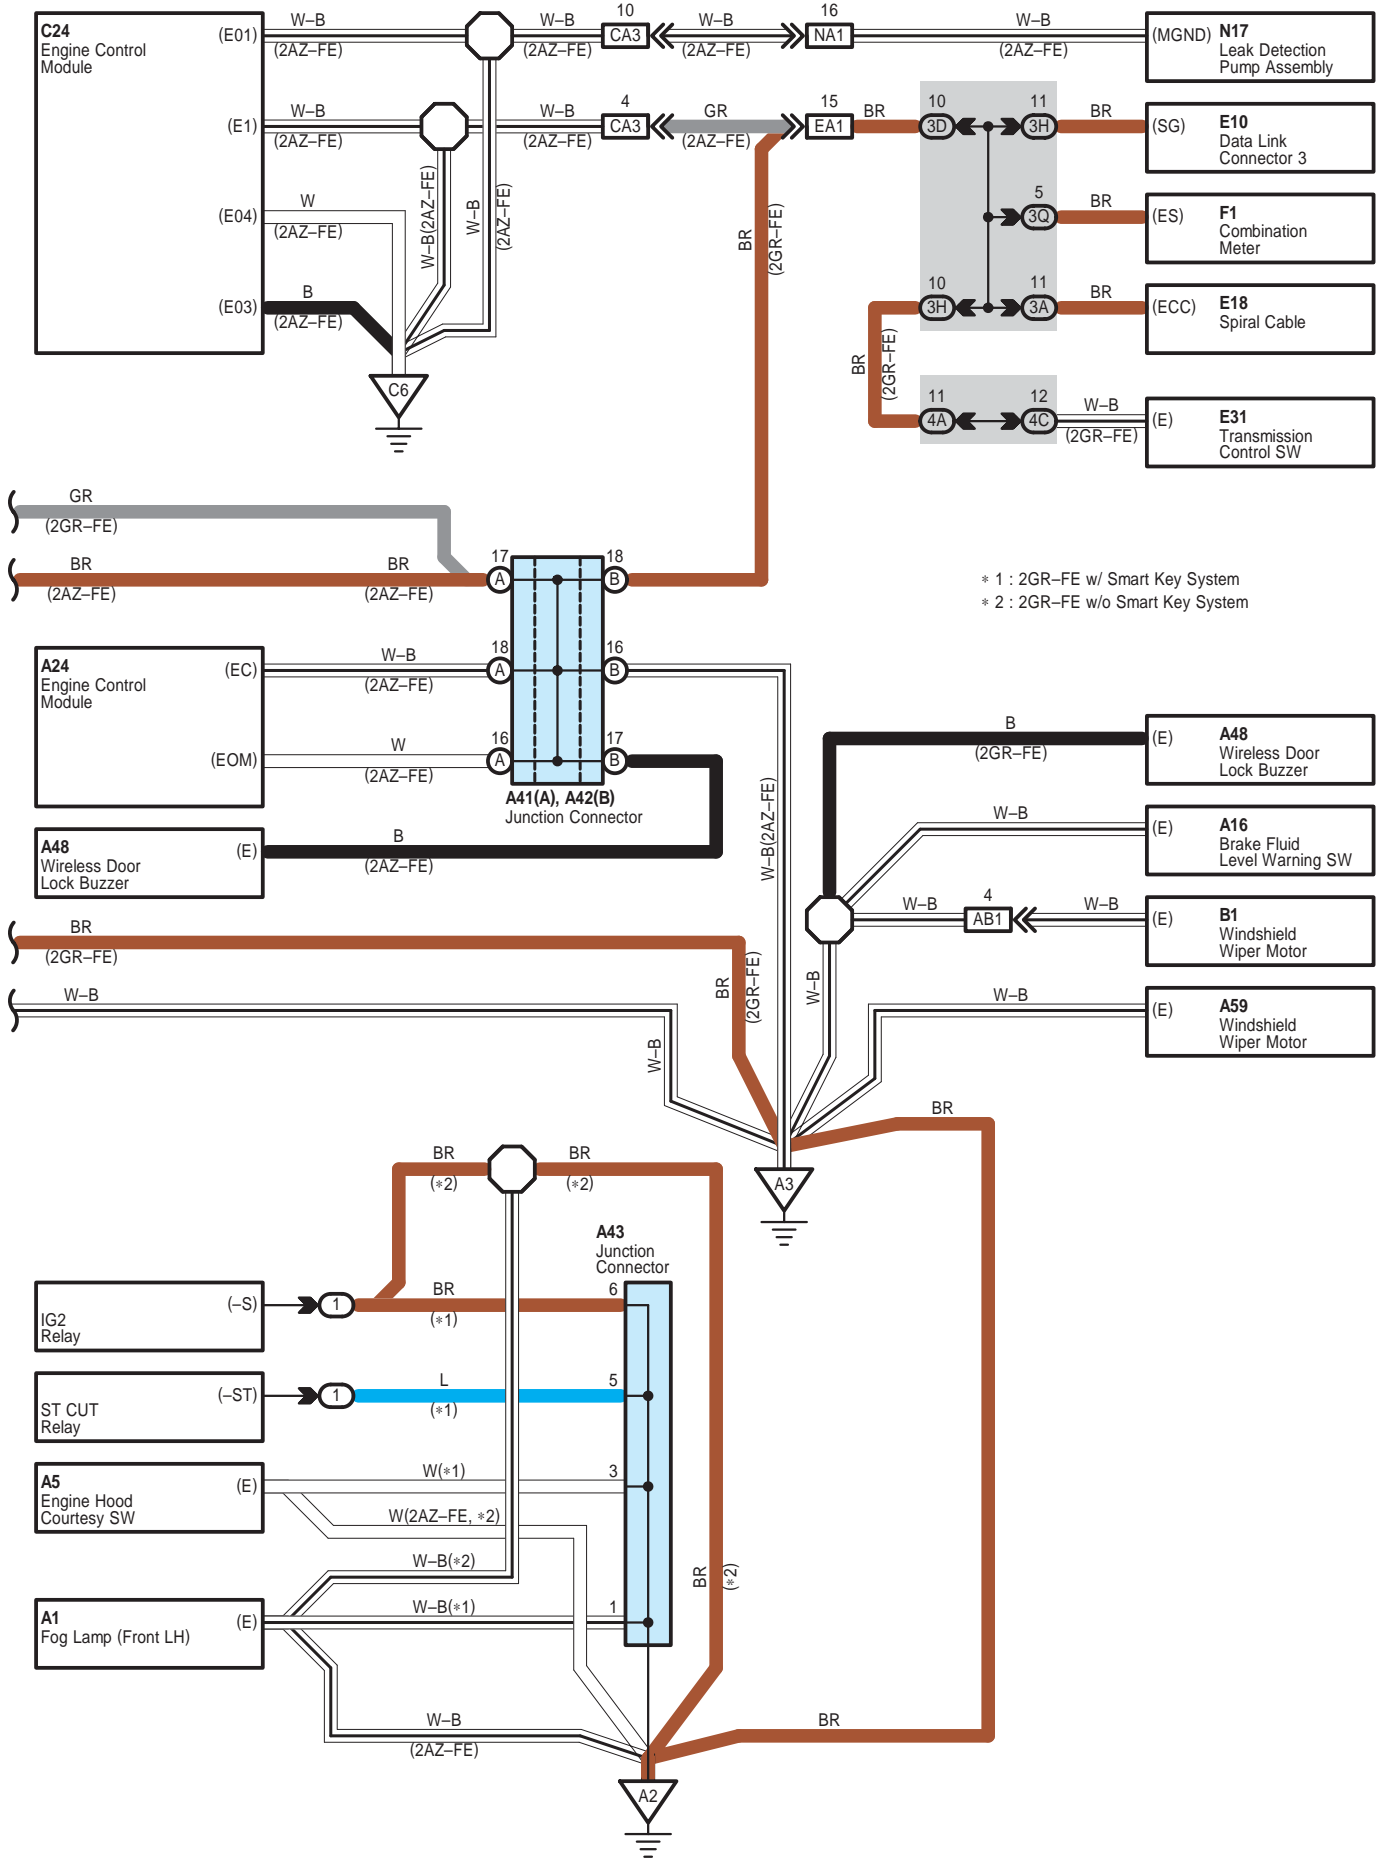 C24
Engine Control
Module
(E01)
W–B
(2AZ–FE)
W–B
(2AZ–FE)
10
CA3
W–B
(2AZ–FE)
16
NA1
W–B
(2AZ–FE)
(MGND)
N17
Leak Detection
Pump Assembly
(E1)
W–B
(2AZ–FE)
W–B
(2AZ–FE)
4
CA3
GR
(2AZ–FE)
15
EA1
BR
10
3D
11
3H
BR
(SG)
E10
Data Link
Connector 3
(E04)
W
(2AZ–FE)
W–B(2AZ–FE)
W–B
(2AZ–FE)
BR
(2GR–FE)
5
3Q
BR
(ES)
F1
Combination
Meter
(E03)
B
(2AZ–FE)
10
3H
11
3A
BR
(ECC)
E18
Spiral Cable
C6
BR
(2GR–FE)
11
4A
12
4C
W–B
(2GR–FE)
(E)
E31
Transmission
Control SW
GR
(2GR–FE)
BR
(2AZ–FE)
BR
(2AZ–FE)
17
A
18
B
∗ 1 : 2GR–FE w/ Smart Key System
∗ 2 : 2GR–FE w/o Smart Key System
A24
Engine Control
Module
(EC)
W–B
(2AZ–FE)
18
A
16
B
(EOM)
W
(2AZ–FE)
16
A
17
B
A41(A), A42(B)
Junction Connector
A48
Wireless Door
Lock Buzzer
(E)
B
(2AZ–FE)
W–B(2AZ–FE)
B
(2GR–FE)
(E)
A48
Wireless Door
Lock Buzzer
W–B
(E)
A16
Brake Fluid
Level Warning SW
W–B
4
AB1
W–B
(E)
B1
Windshield
Wiper Motor
BR
(2GR–FE)
BR
(2GR–FE)
W–B
W–B
W–B
W–B
(E)
A59
Windshield
Wiper Motor
BR
A3
BR
(∗2)
BR
(∗2)
A43
Junction
Connector
IG2
Relay
(–S)
1
BR
(∗1)
6
ST CUT
Relay
(–ST)
1
L
(∗1)
5
A5
Engine Hood
Courtesy SW
(E)
W(∗1)
3
W(2AZ–FE, ∗2)
W–B(∗2)
BR
(∗2)
A1
Fog Lamp (Front LH)
(E)
W–B(∗1)
1
W–B
(2AZ–FE)
BR
A2